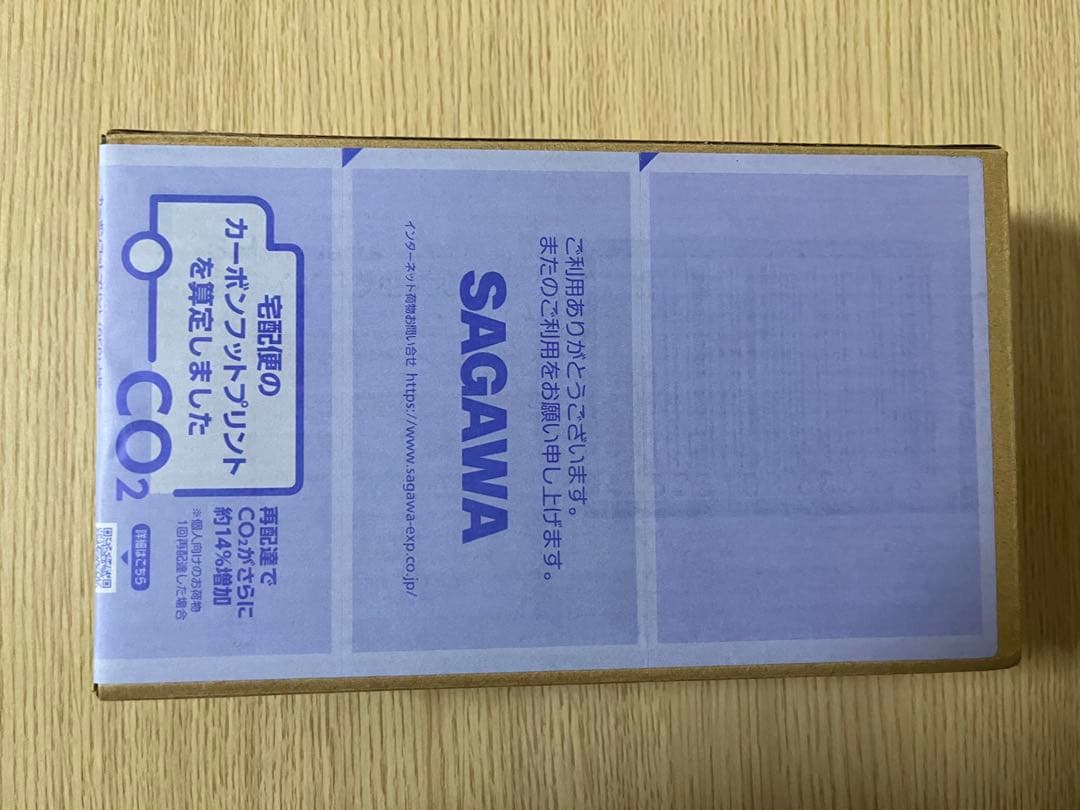 ご利用ありがとうございます。
またのご利用をお願い申し上げます。
SAGAWA
インターネット荷物お問い合せ https://www.sagawa-exp.co.jp/
宅配便の
カーボンフットプリント
を算定しました
CO2
再配達で
CO₂がさらに
約14%増加
※個人向けのお荷物
1回再配達した場合
詳細はこちら